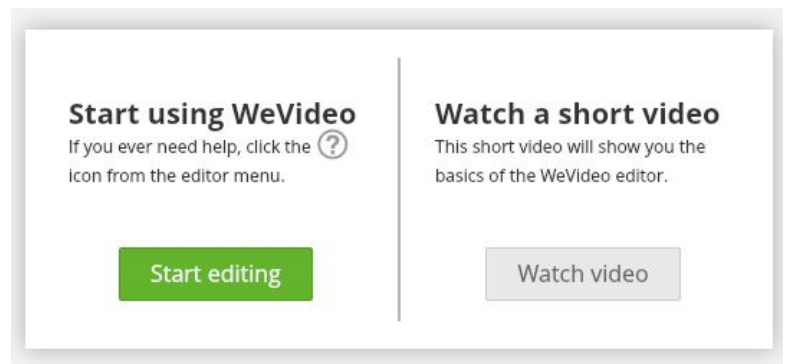 Start using WeVideo
If you ever need help, click the ?
icon from the editor menu.
Start editing
Watch a short video
This short video will show you the
basics of the WeVideo editor.
Watch video